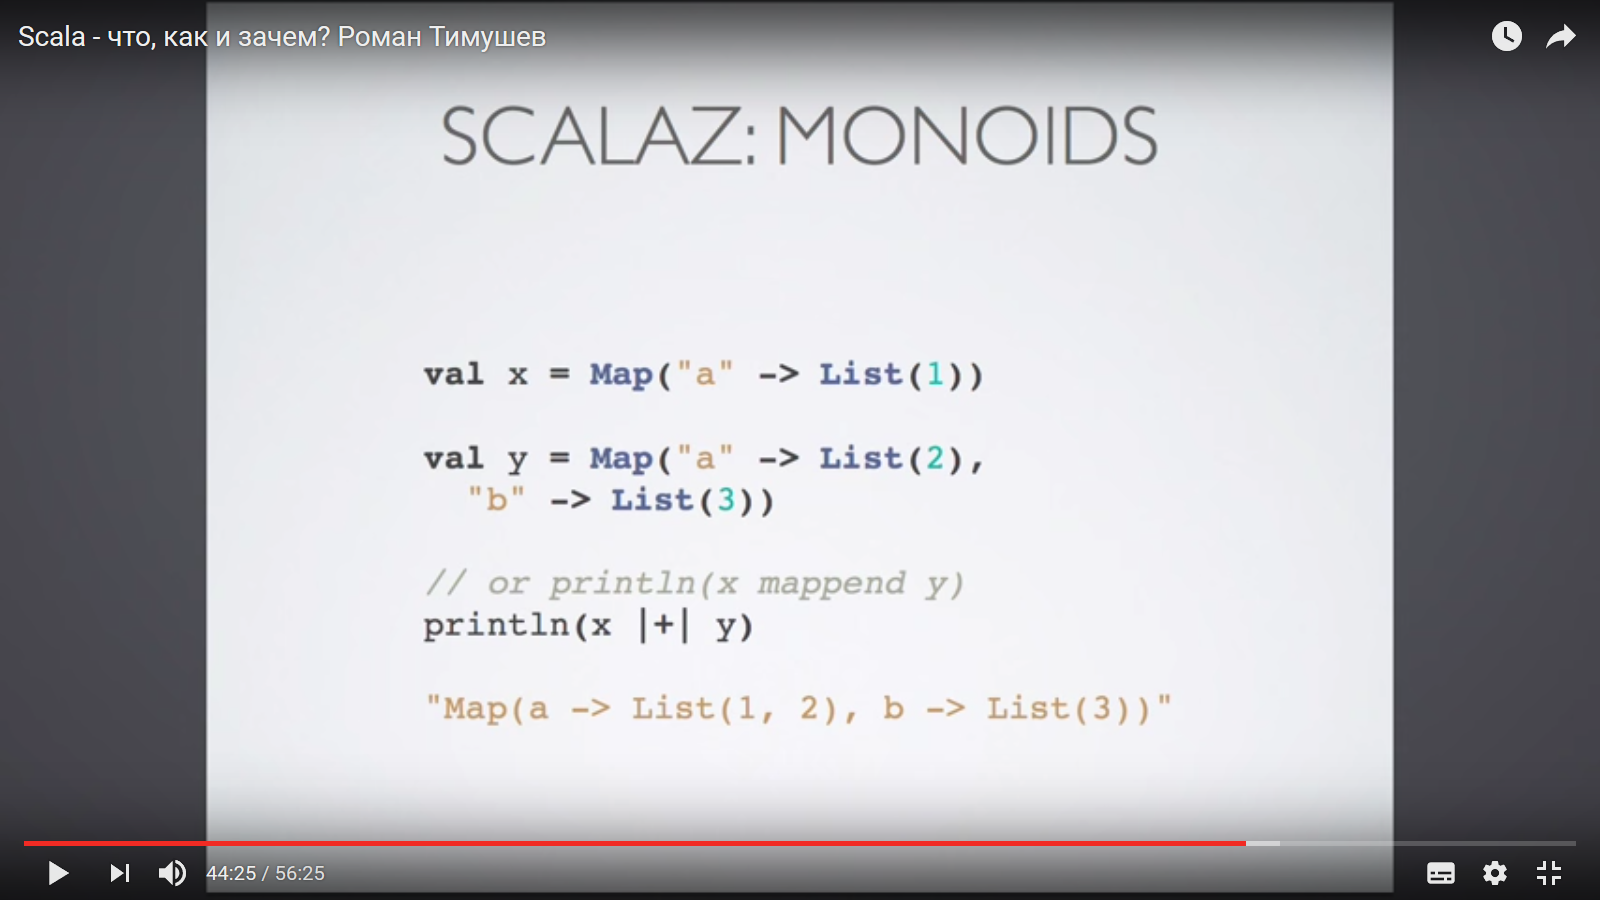 Scala - что, как и зачем? Роман Тимушев
SCALAZ: MONOIDS
val x = Map("a" -> List(1))
val y = Map("a" -> List(2),
"b" -> List(3))
// or println(x mappend y)
println(x |+| y)
"Map(a -> List(1, 2), b -> List(3))"
44:25 / 56:25